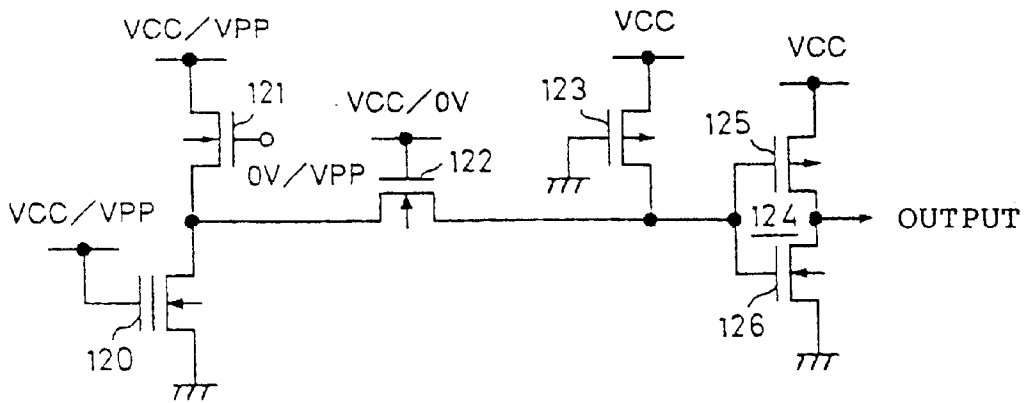 VCC/VPP
VCC
VCC
121
VCC/0V
123
125
122
0V/VPP
VCC/VPP
124
OUTPUT
120
126